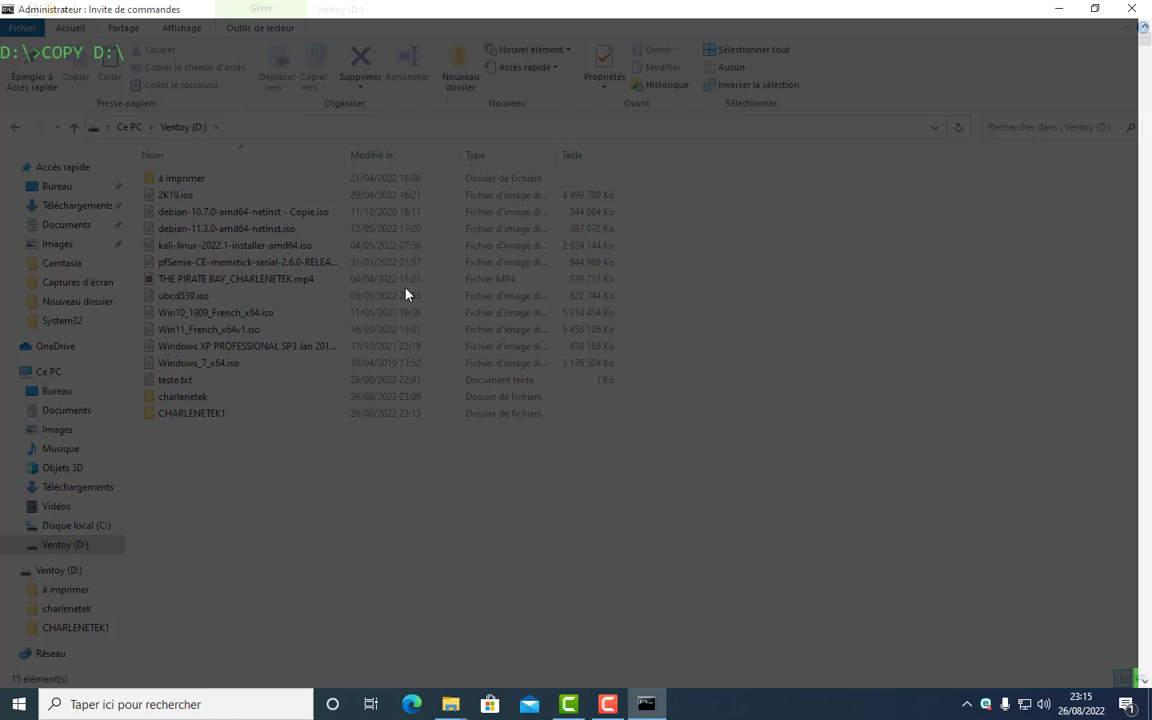 Administrateur : Invite de commandes
Gérer
Ventoy (D:)
Fichier
Accueil
Partage
Affichage
Outils de lecteur
D:\>COPY D:\
Épingler à
Accès rapide
Copier
Coller
Couper
Copier le chemin d'accès
Coller le raccourci
Presse-papiers
Déplacer
vers
Copier
vers
Supprimer
Renommer
Organiser
Nouveau
dossier
Nouvel élément
Accès rapide
Nouveau
Propriétés
Ouvrir
Modifier
Historique
Ouvrir
Sélectionner tout
Aucun
Inverser la sélection
Sélectionner
Ce PC > Ventoy (D:) >
Rechercher dans : Ventoy (D:)
Nom Modifié le Type Taille
à imprimer 21/04/2022 18:06 Dossier de fichiers
2K19.iso 29/04/2022 16:21 Fichier d'image di... 4 999 708 Ko
debian-10.7.0-amd64-netinst - Copie.iso 11/12/2020 18:11 Fichier d'image di... 344 064 Ko
debian-11.3.0-amd64-netinst.iso 12/05/2022 17:20 Fichier d'image di... 387 072 Ko
kali-linux-2022.1-installer-amd64.iso 04/05/2022 07:56 Fichier d'image di... 2 924 144 Ko
pfSense-CE-memstick-serial-2.6.0-RELEA... 31/01/2022 21:57 Fichier d'image di... 944 969 Ko
THE PIRATE BAY_CHARLENETEK.mp4 04/04/2022 11:25 Fichier MP4 539 713 Ko
ubcd539.iso 03/05/2022 Fichier d'image di... 822 744 Ko
Win10_1909_French_x64.iso 11/05/2021 19:36 Fichier d'image di... 5 314 414 Ko
Win11_French_x64v1.iso 16/03/2022 13:01 Fichier d'image di... 5 453 126 Ko
Windows XP PROFESSIONAL SP3 Jan 201... 17/10/2021 23:19 Fichier d'image di... 639 168 Ko
Windows_7_x64.iso 10/04/2019 13:52 Fichier d'image di... 3 176 504 Ko
teste.txt 26/08/2022 22:41 Document texte 1 Ko
charlenetek 26/08/2022 23:09 Dossier de fichiers
CHARLENETEK1 26/08/2022 23:13 Dossier de fichiers
Accès rapide
Bureau
Téléchargements
Documents
Images
Camtasia
Captures d'écran
Nouveau dossier
System32
OneDrive
Ce PC
Bureau
Documents
Images
Musique
Objets 3D
Téléchargements
Vidéos
Disque local (C:)
Ventoy (D:)
Ventoy (D:)
à imprimer
charlenetek
CHARLENETEK1
Réseau
15 élément(s)
Taper ici pour rechercher
23:15
26/08/2022
1